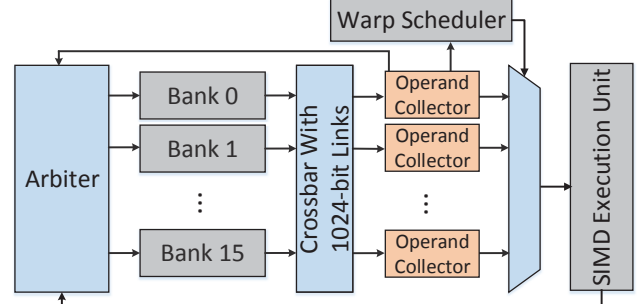 Warp Scheduler
Arbiter
Bank 0
Bank 1
⋮
Bank 15
Crossbar With
1024-bit Links
Operand
Collector
Operand
Collector
⋮
Operand
Collector
SIMD Execution Unit